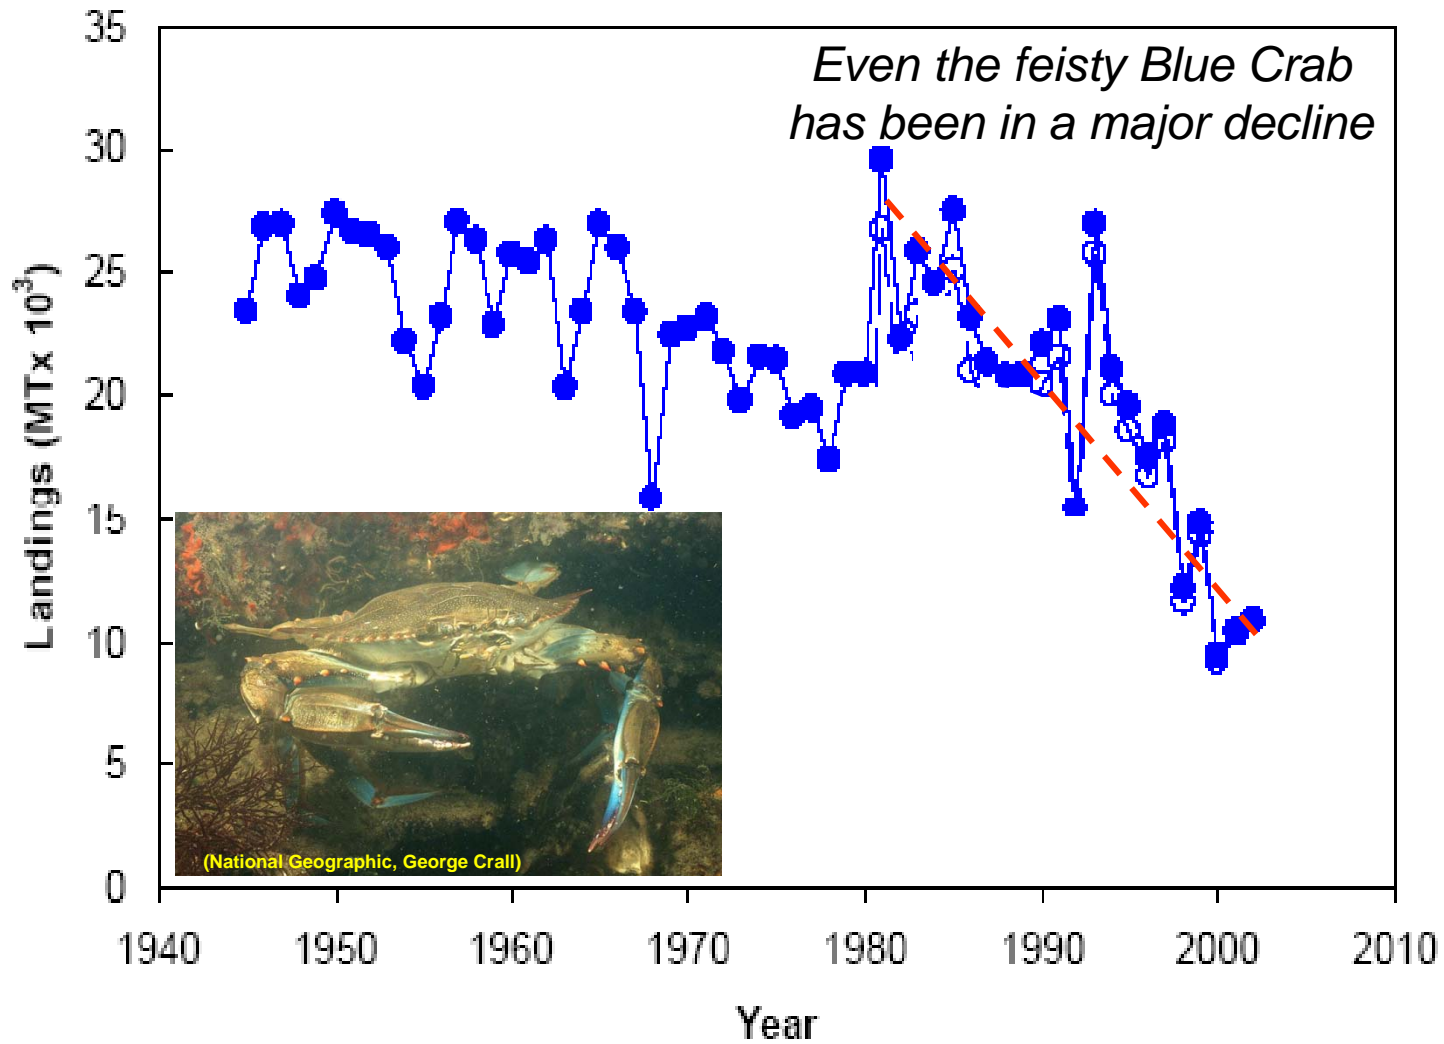 35
Even the feisty Blue Crab
has been in a major decline
30
25
20
15
10
5
0
Landings (MTx 10³)
(National Geographic, George Crall)
1940 1950 1960 1970 1980 1990 2000 2010
Year